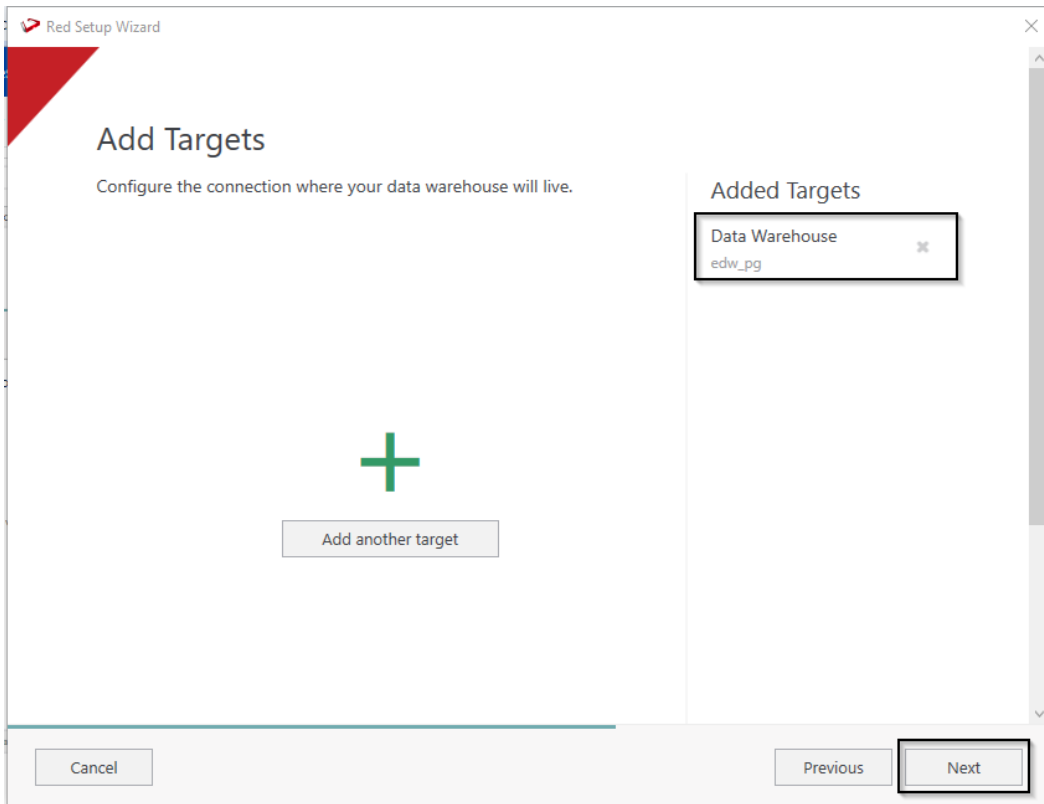 Red Setup Wizard
Add Targets
Configure the connection where your data warehouse will live.
Added Targets
Data Warehouse
edw_pg
Add another target
Cancel
Previous
Next